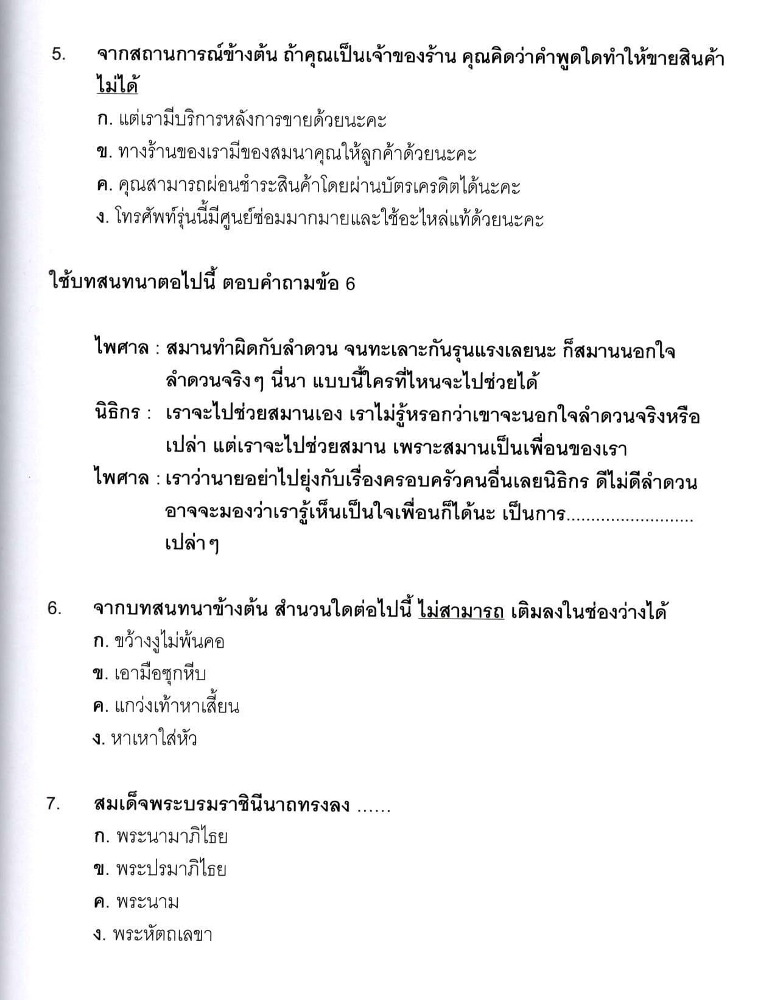 5. จากสถานการณ์ข้างต้น ถ้าคุณเป็นเจ้าของร้าน คุณคิดว่าคำพูดใดทำให้ขายสินค้า
ไม่ได้
ก. แต่เรามีบริการหลังการขายด้วยนะคะ
ข. ทางร้านของเรามีของสมนาคุณให้ลูกค้าด้วยนะคะ
ค. คุณสามารถผ่อนชำระสินค้าโดยผ่านบัตรเครดิตได้นะคะ
ง. โทรศัพท์รุ่นนี้มีศูนย์ซ่อมมากมายและใช้อะไหล่แท้ด้วยนะคะ
ใช้บทสนทนาตอไปนี้ ตอบคำถามข้อ 6
ไพศาล : สมานทำผิดกับลำดวน จนทะเลาะกันรุนแรงเลยนะ ก็สมานนอกใจ
ลำดวนจริงๆ นี่นา แบบนี้ใครที่ไหนจะไปช่วยได้
นิธิกร : เราจะไปช่วยสมานเอง เราไม่รู้หรอกว่าเขาจะนอกใจลำดวนจริงหรือ
เปล่า แต่เราจะไปช่วยสมาน เพราะสมานเป็นเพื่อนของเรา
ไพศาล : เราว่านายอย่าไปยุ่งกับเรื่องครอบครัวคนอื่นเลยนิธิกร ดีไม่ดีลำดวน
อาจจะมองว่าเรารู้เห็นเป็นใจเพื่อนก็ได้นะ เป็นการ..........................
เปล่าๆ
6. จากบทสนทนาข้างต้น สำนวนใดต่อไปนี้ ไม่สามารถ เติมลงในช่องว่างได้
ก. ขว้างงูไม่พ้นคอ
ข. เอามือซุกหีบ
ค. แกว่งเท้าหาเสี้ยน
ง. หาเหาใส่หัว
7. สมเด็จพระบรมราชินีนาถทรงลง ......
ก. พระนามาภิไธย
ข. พระปรมาภิไธย
ค. พระนาม
ง. พระหัตถเลขา